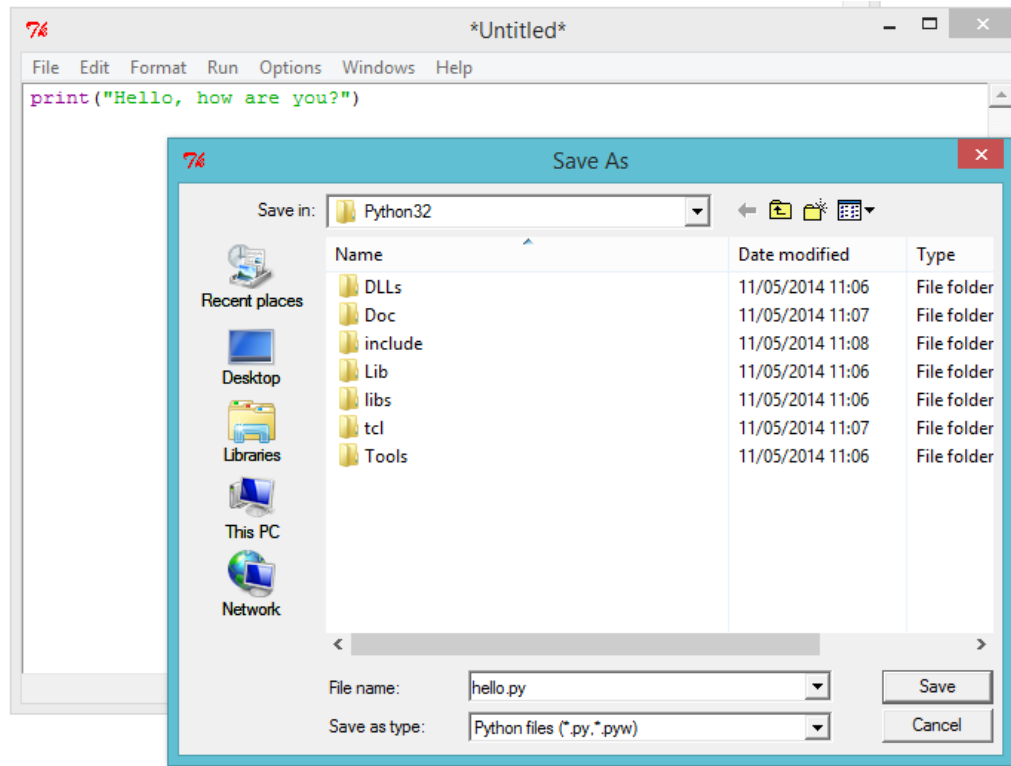 *Untitled*
File Edit Format Run Options Windows Help
print("Hello, how are you?")
Save As
Save in: Python32
Name Date modified Type
DLLs 11/05/2014 11:06 File folder
Doc 11/05/2014 11:07 File folder
include 11/05/2014 11:08 File folder
Lib 11/05/2014 11:06 File folder
libs 11/05/2014 11:06 File folder
tcl 11/05/2014 11:07 File folder
Tools 11/05/2014 11:06 File folder
Recent places
Desktop
Libraries
This PC
Network
File name: hello.py Save
Save as type: Python files (*.py,*.pyw) Cancel